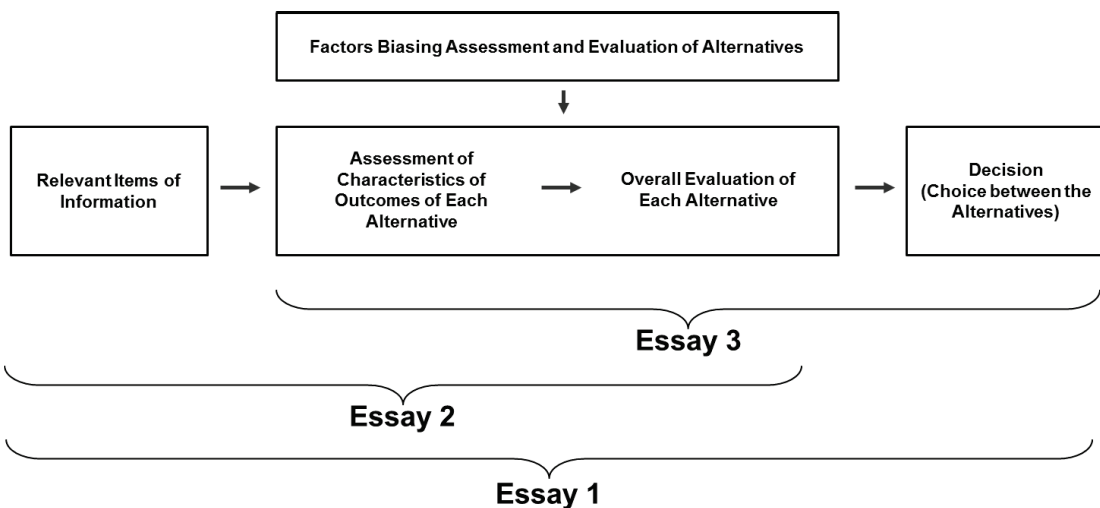 Factors Biasing Assessment and Evaluation of Alternatives
Relevant Items of
Information
Assessment of
Characteristics of
Outcomes of Each
Alternative
Overall Evaluation of
Each Alternative
Decision
(Choice between the
Alternatives)
Essay 3
Essay 2
Essay 1